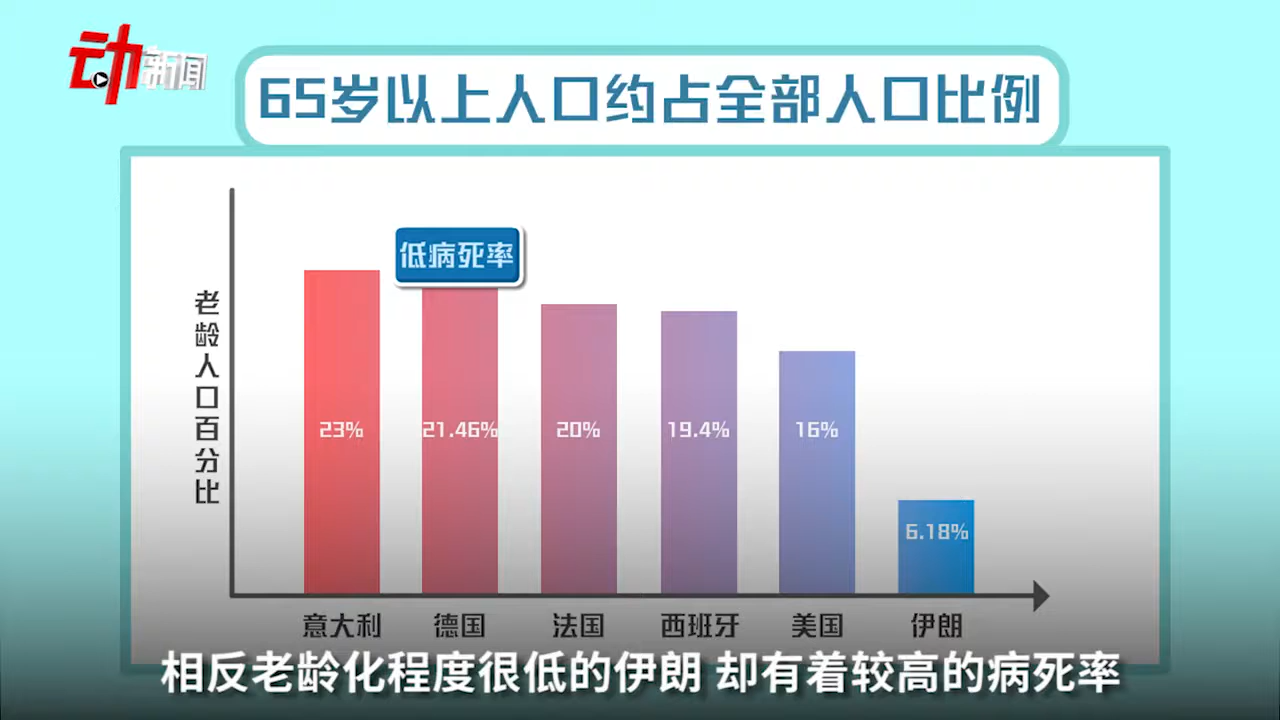 动新闻
65岁以上人口约占全部人口比例
老龄人口百分比
低病死率
23%
21.46%
20%
19.4%
16%
6.18%
意大利
德国
法国
西班牙
美国
伊朗
相反老龄化程度很低的伊朗 却有着较高的病死率